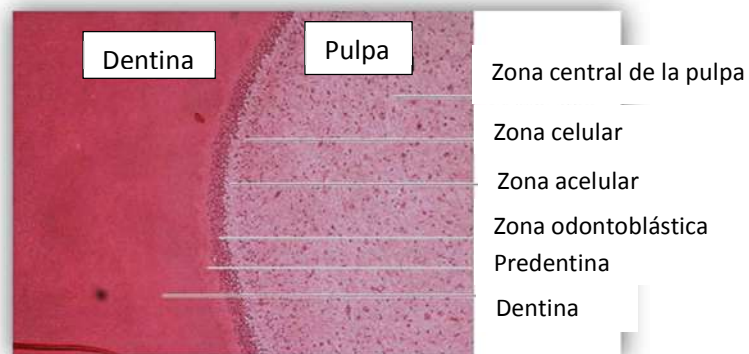 Dentina
Pulpa
Zona central de la pulpa
Zona celular
Zona acelular
Zona odontoblástica
Predentina
Dentina